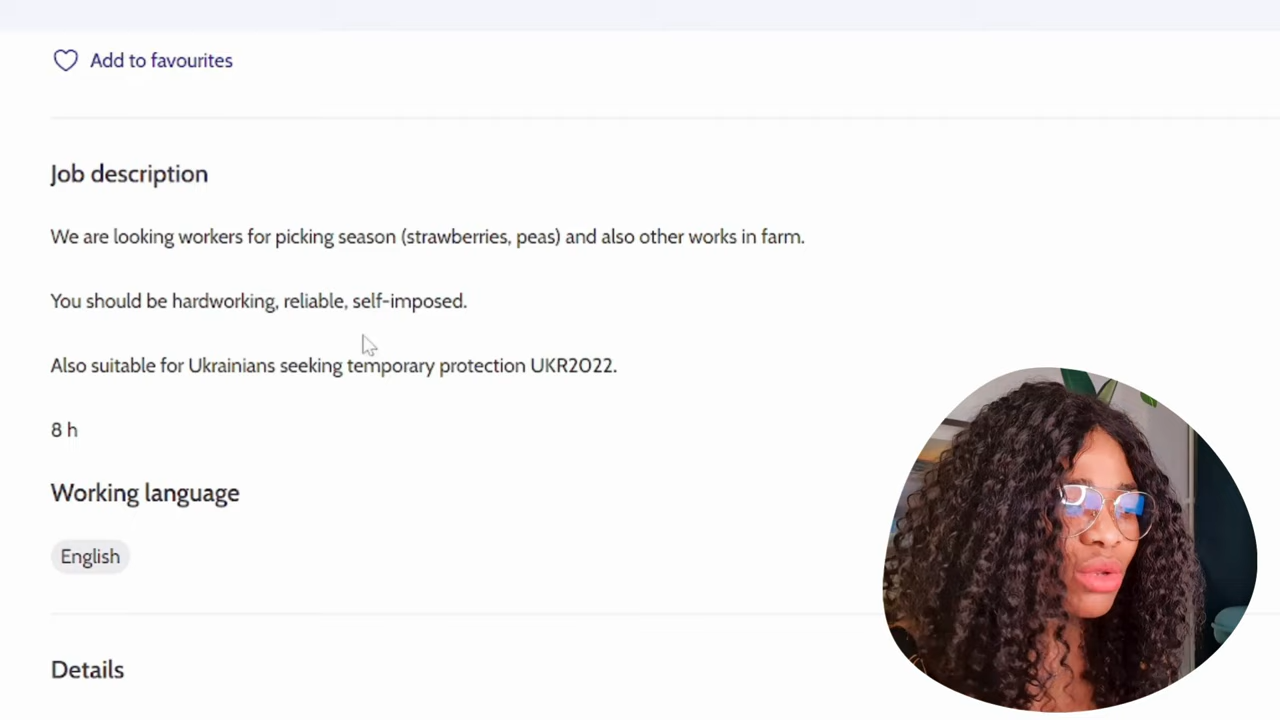 Add to favourites
Job description
We are looking workers for picking season (strawberries, peas) and also other works in farm.
You should be hardworking, reliable, self-imposed.
Also suitable for Ukrainians seeking temporary protection UKR2022.
8 h
Working language
English
Details